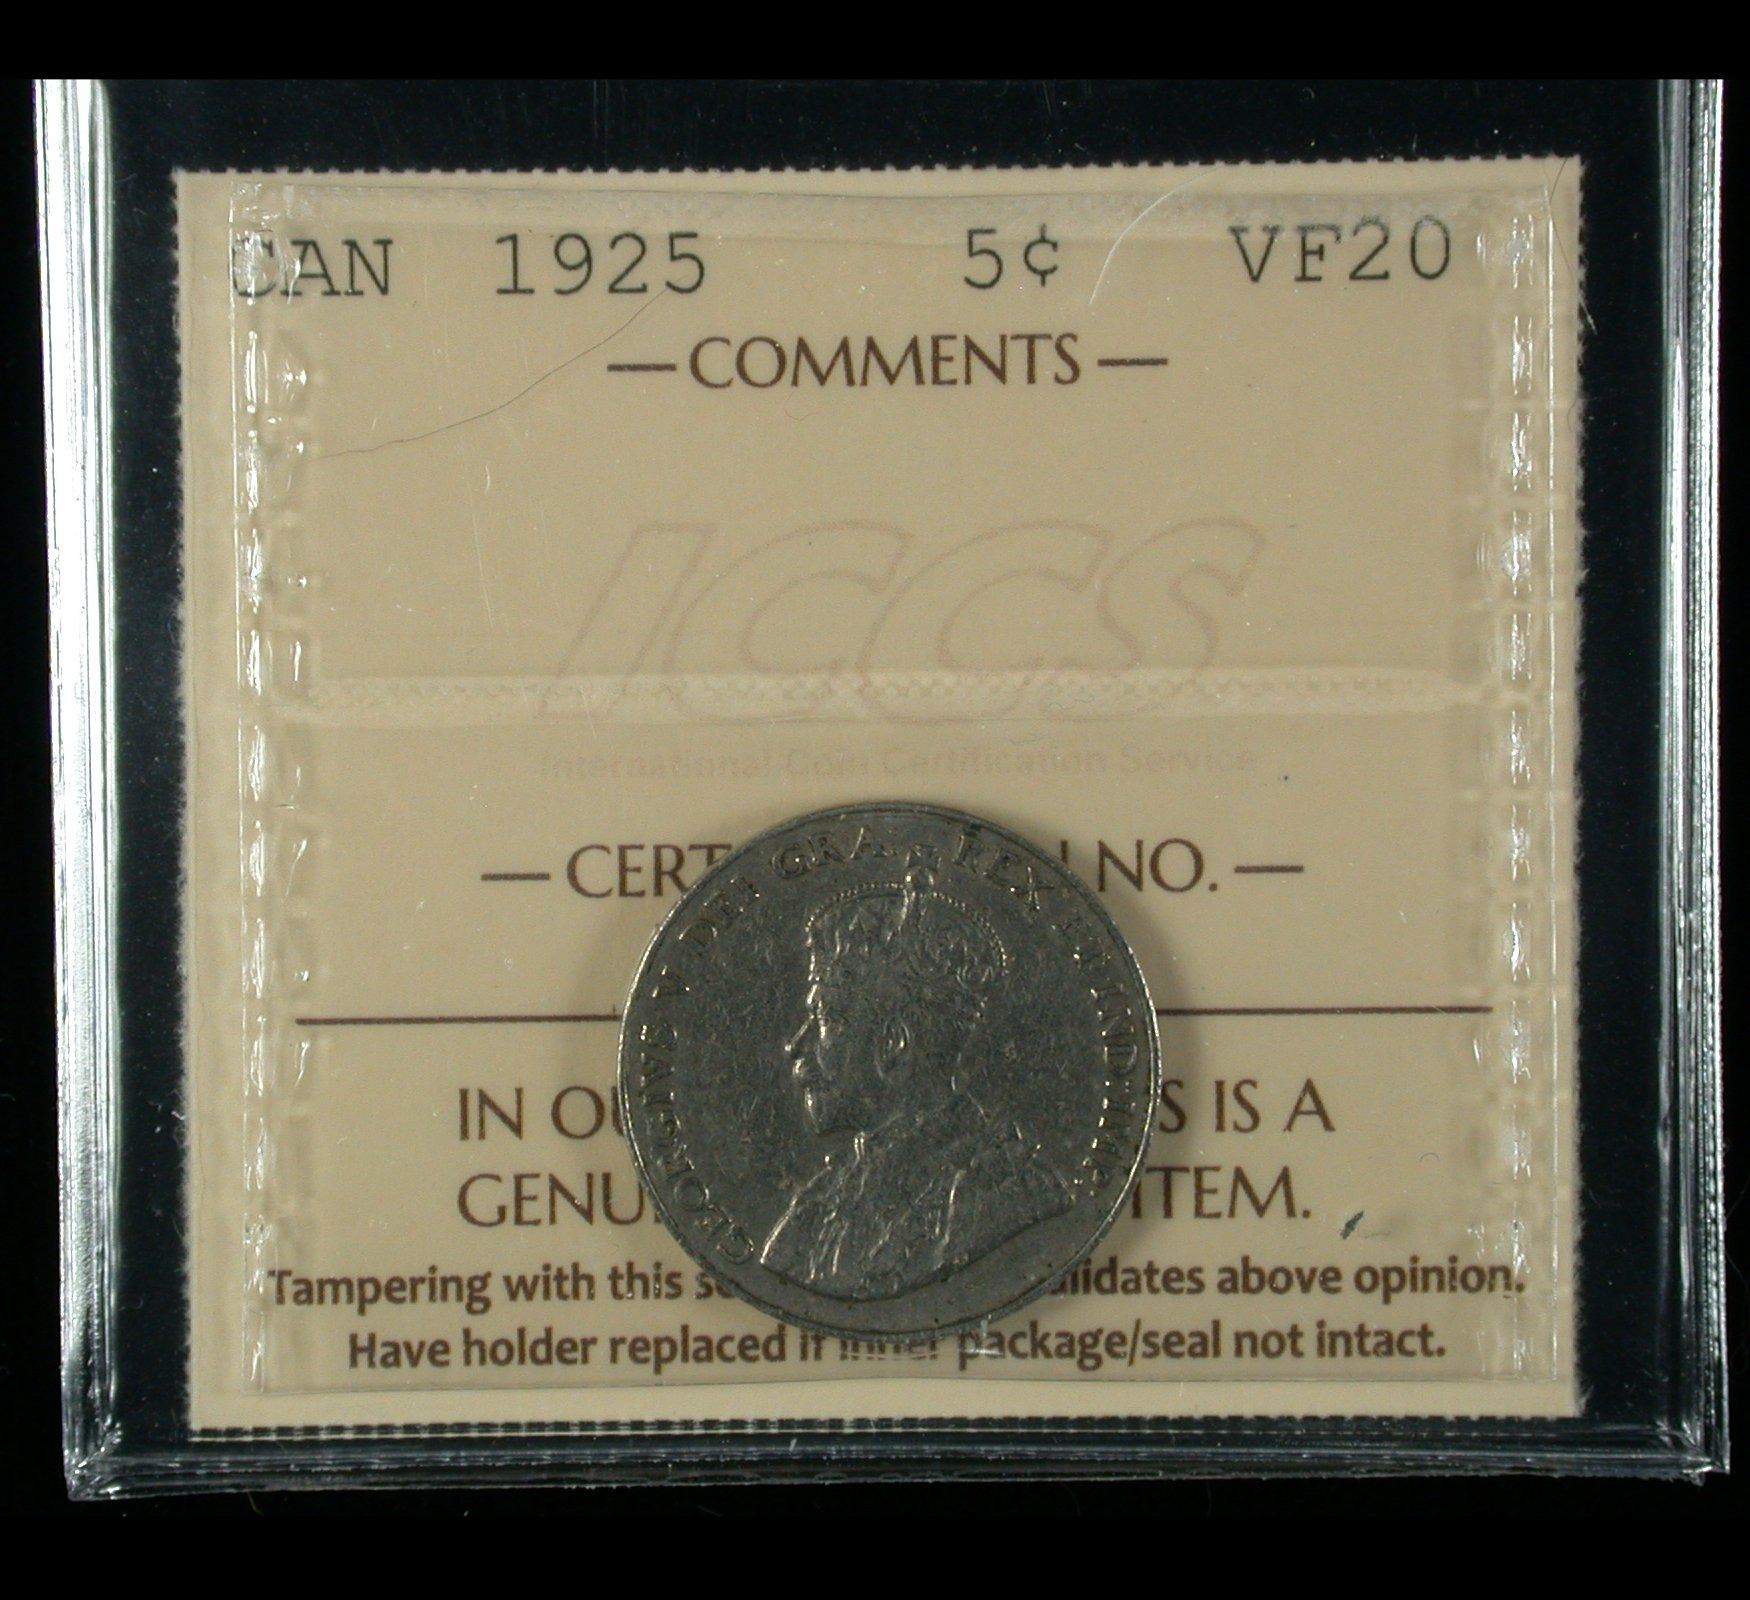 CAN 1925 5¢ VF20
— COMMENTS —
ICCS
International Coin Certification Service
— CERT NO. —
GEORGIVS V DEI GRA: REX ET IND: IMP:
IN OU S IS A
GENU ITEM.
Tampering with this se alidates above opinion.
Have holder replaced if inner package/seal not intact.